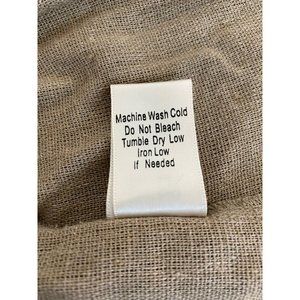 Machine Wash Cold
Do Not Bleach
Tumble Dry Low
Iron Low
If Needed